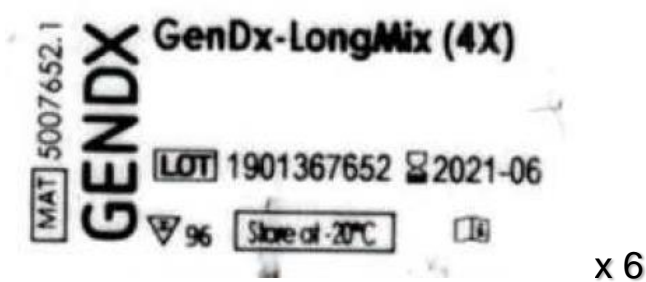 GenDx-LongMix (4X)
MAT 5007652.1
GENDX
LOT 1901367652 2021-06
96 Store at -20°C
x 6